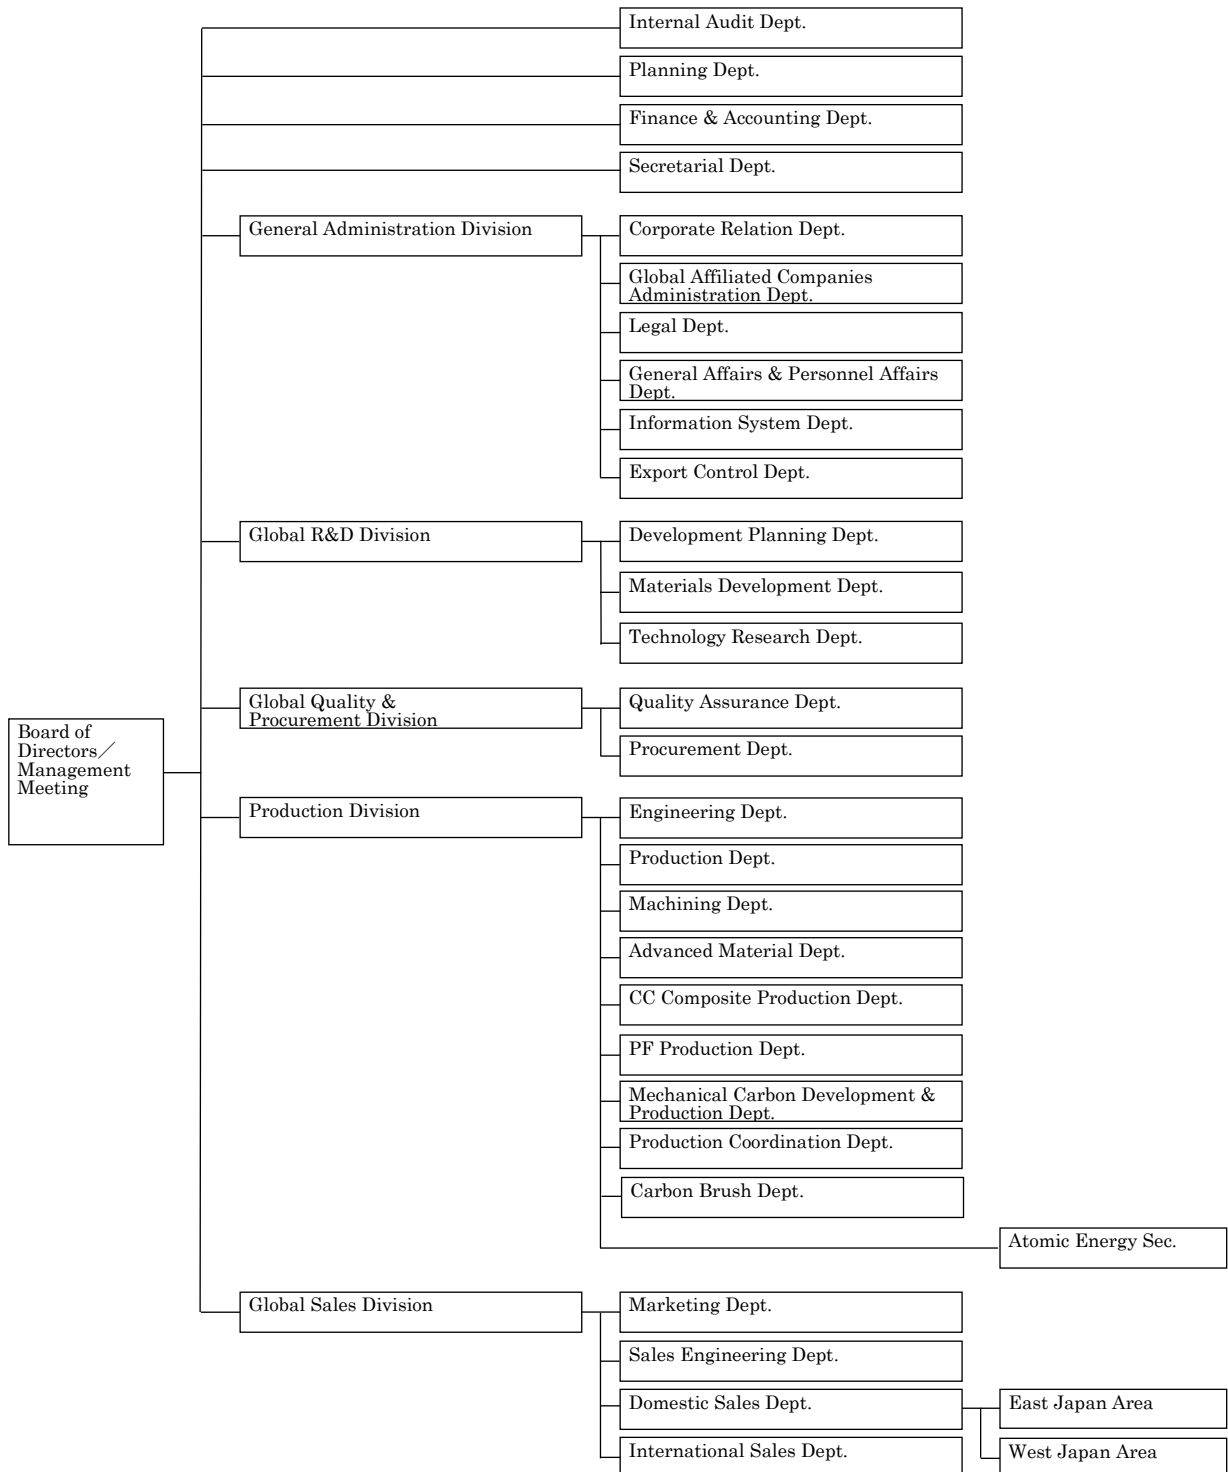 Internal Audit Dept.
Planning Dept.
Finance & Accounting Dept.
Secretarial Dept.
General Administration Division
Corporate Relation Dept.
Global Affiliated Companies
Administration Dept.
Legal Dept.
General Affairs & Personnel Affairs
Dept.
Information System Dept.
Export Control Dept.
Global R&D Division
Development Planning Dept.
Materials Development Dept.
Technology Research Dept.
Global Quality &
Procurement Division
Quality Assurance Dept.
Procurement Dept.
Board of
Directors／
Management
Meeting
Production Division
Engineering Dept.
Production Dept.
Machining Dept.
Advanced Material Dept.
CC Composite Production Dept.
PF Production Dept.
Mechanical Carbon Development &
Production Dept.
Production Coordination Dept.
Carbon Brush Dept.
Atomic Energy Sec.
Global Sales Division
Marketing Dept.
Sales Engineering Dept.
Domestic Sales Dept.
East Japan Area
West Japan Area
International Sales Dept.